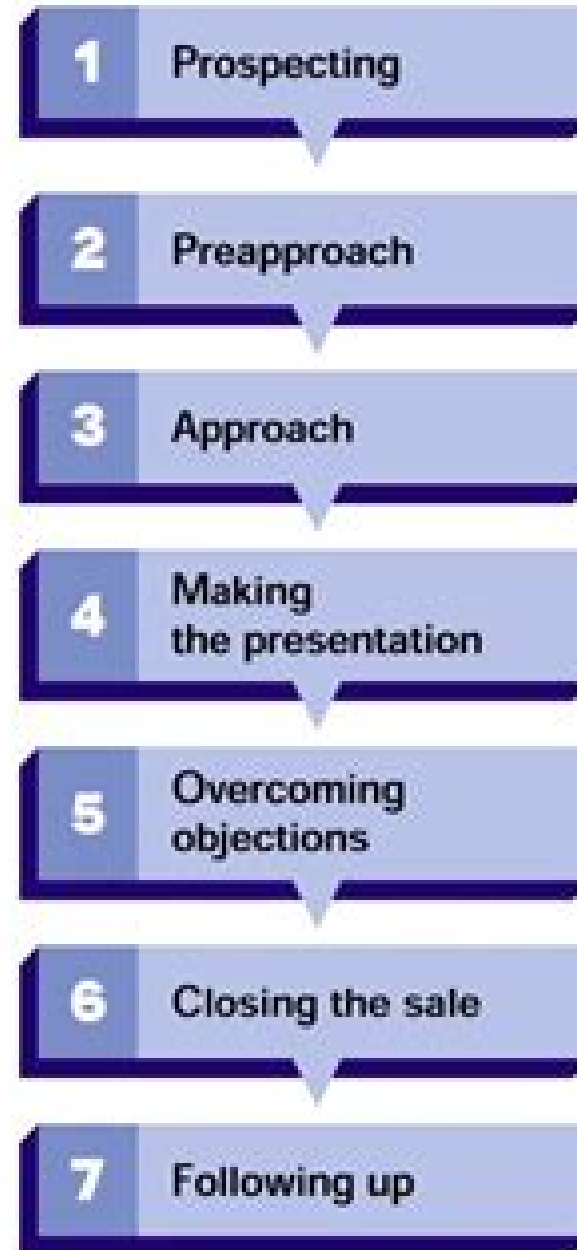 1 Prospecting
2 Preapproach
3 Approach
4 Making
the presentation
5 Overcoming
objections
6 Closing the sale
7 Following up